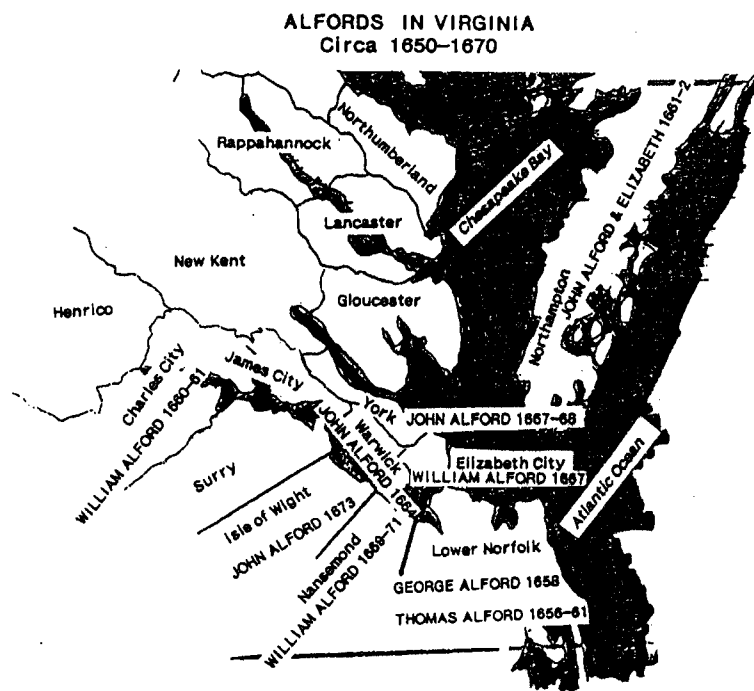 ALFORDS IN VIRGINIA
Circa 1650-1670
Northumberland
Rappahannock
Chesapeake Bay
JOHN ALFORD & ELIZABETH 1661-2
Northampton
Lancaster
New Kent
Gloucester
Henrico
James City
Charles City
WILLIAM ALFORD 1660-61
York
JOHN ALFORD 1667-68
Warwick
JOHN ALFORD 1664
Elizabeth City
WILLIAM ALFORD 1667
Atlantic Ocean
Surry
Isle of Wight
JOHN ALFORD 1673
Nansemond
WILLIAM ALFORD 1669-71
Lower Norfolk
GEORGE ALFORD 1658
THOMAS ALFORD 1656-61